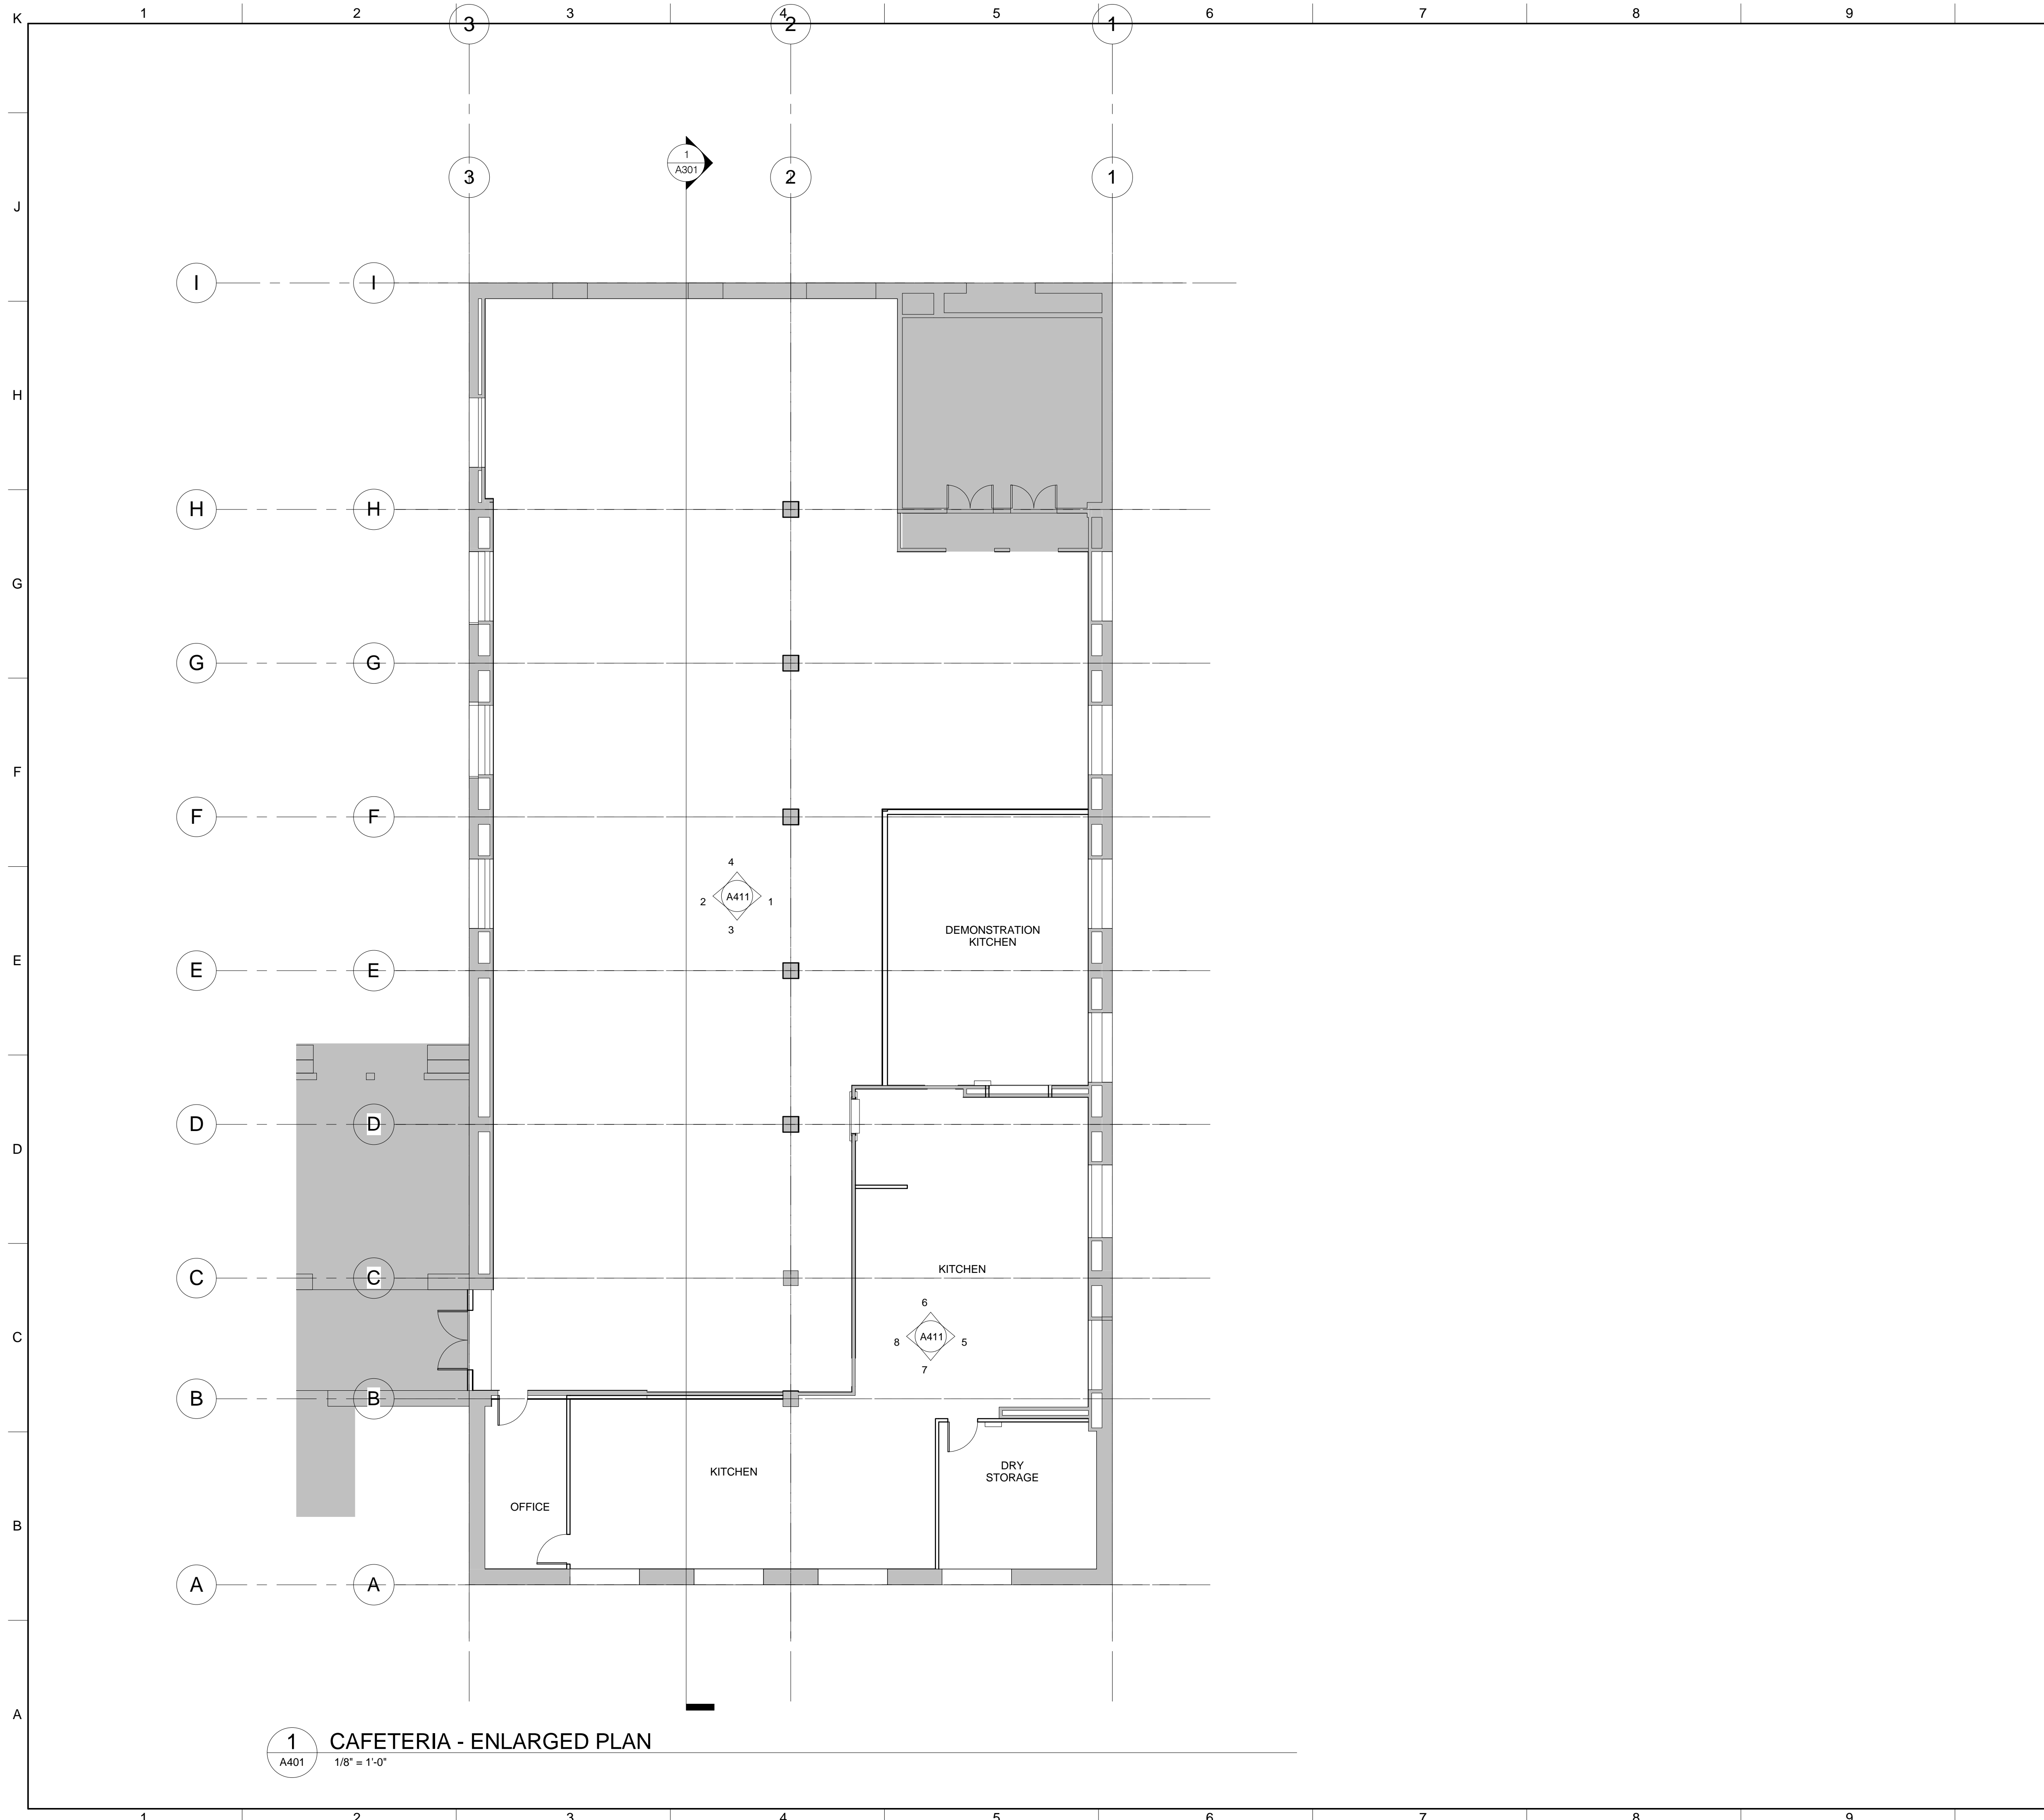 K 1 2 3 4 5 6 7 8 9
3 2 1
1
A301
3 2 1
J
I I
H
H H
G
G G
F
F F
4
2 A411 1
3
DEMONSTRATION
KITCHEN
E
E E
D D
D
C C
KITCHEN
6
8 A411 5
7
C
B B
DRY
STORAGE
KITCHEN
OFFICE
B
A A
A
1 CAFETERIA - ENLARGED PLAN
A401 1/8" = 1'-0"
1 2 3 4 5 6 7 8 9